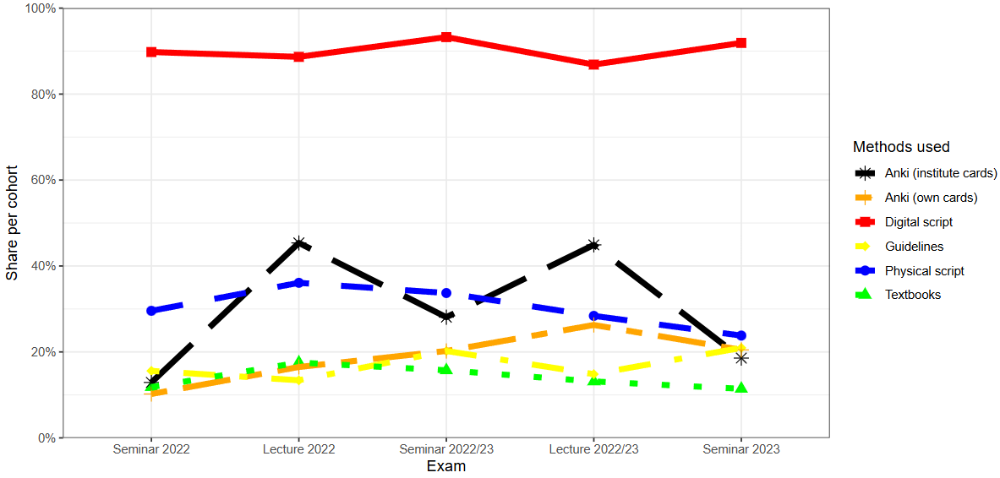 100%
80%
60%
40%
20%
0%
Share per cohort
Seminar 2022
Lecture 2022
Seminar 2022/23
Lecture 2022/23
Seminar 2023
Exam
Methods used
Anki (institute cards)
Anki (own cards)
Digital script
Guidelines
Physical script
Textbooks